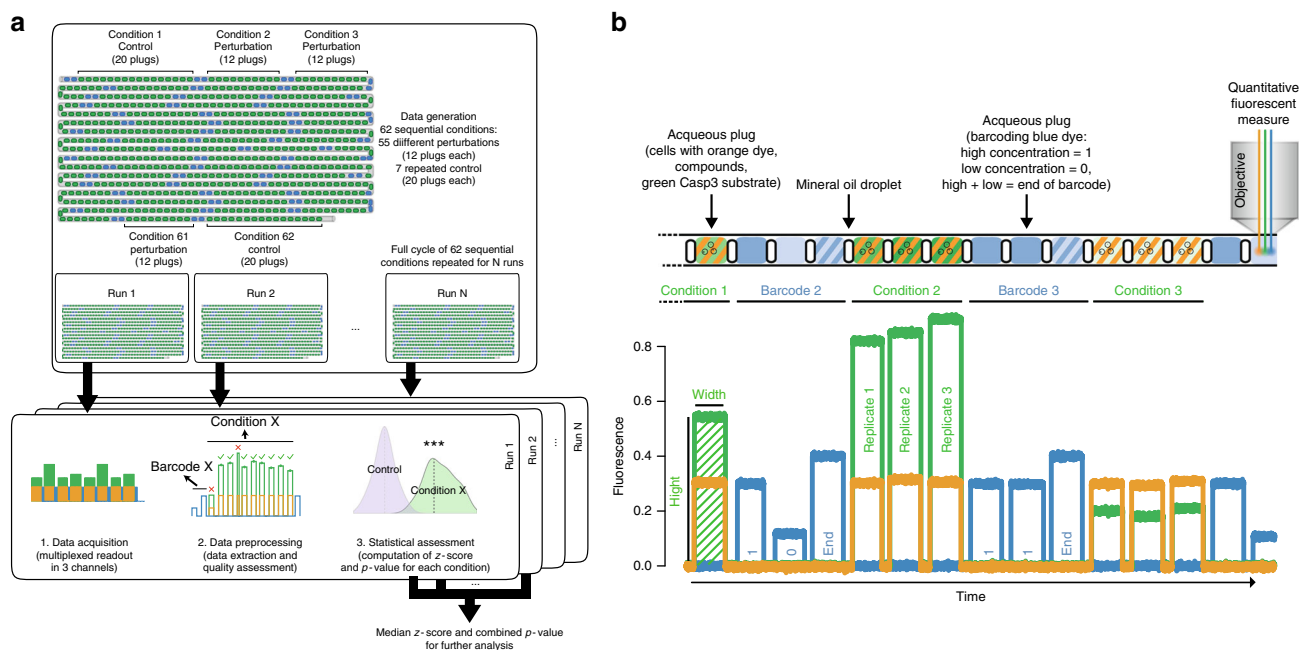 a
Condition 1
Control
(20 plugs)
Condition 2
Perturbation
(12 plugs)
Condition 3
Perturbation
(12 plugs)
Data generation
62 sequential conditions:
55 different perturbations
(12 plugs each)
7 repeated control
(20 plugs each)
Condition 61
perturbation
(12 plugs)
Condition 62
control
(20 plugs)
Full cycle of 62 sequential
conditions repeated for N runs
Run 1
Run 2
...
Run N
Condition X
Barcode X
Control
***
Condition X
Run 1
Run 2
...
Run N
1. Data acquisition
(multiplexed readout
in 3 channels)
2. Data preprocessing
(data extraction and
quality assessment)
3. Statistical assessment
(computation of z-score
and p-value for each condition)
...
Median z-score and combined p-value
for further analysis
b
Acqueous plug
(cells with orange dye,
compounds,
green Casp3 substrate)
Mineral oil droplet
Acqueous plug
(barcoding blue dye:
high concentration = 1
low concentration = 0,
high + low = end of barcode)
Quantitative
fiuorescent
measure
Objective
Condition 1
Barcode 2
Condition 2
Barcode 3
Condition 3
Fluorescence
0.8
0.6
0.4
0.2
0.0
Width
Hight
1
0
End
Replicate 1
Replicate 2
Replicate 3
1
1
End
Time